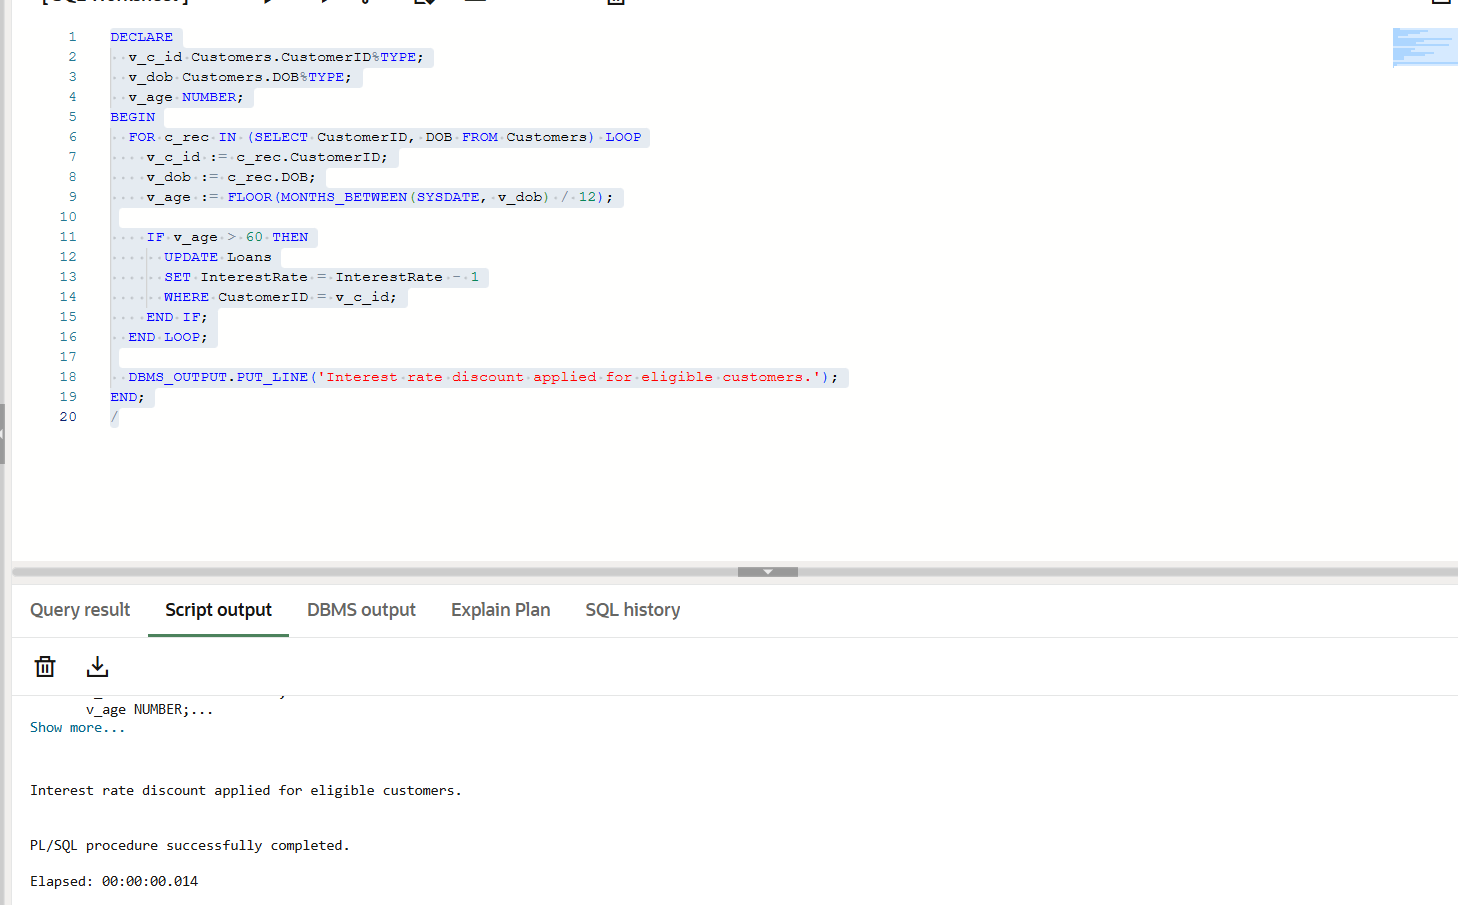 [SQL Worksheet]
1 DECLARE
2 v_c_id Customers.CustomerID%TYPE;
3 v_dob Customers.DOB%TYPE;
4 v_age NUMBER;
5 BEGIN
6 FOR c_rec IN (SELECT CustomerID, DOB FROM Customers) LOOP
7 v_c_id := c_rec.CustomerID;
8 v_dob := c_rec.DOB;
9 v_age := FLOOR(MONTHS_BETWEEN(SYSDATE, v_dob) / 12);
10
11 IF v_age > 60 THEN
12 UPDATE Loans
13 SET InterestRate = InterestRate - 1
14 WHERE CustomerID = v_c_id;
15 END IF;
16 END LOOP;
17
18 DBMS_OUTPUT.PUT_LINE('Interest rate discount applied for eligible customers.');
19 END;
20 /
Query result Script output DBMS output Explain Plan SQL history
v_age NUMBER;...
Show more...
Interest rate discount applied for eligible customers.
PL/SQL procedure successfully completed.
Elapsed: 00:00:00.014